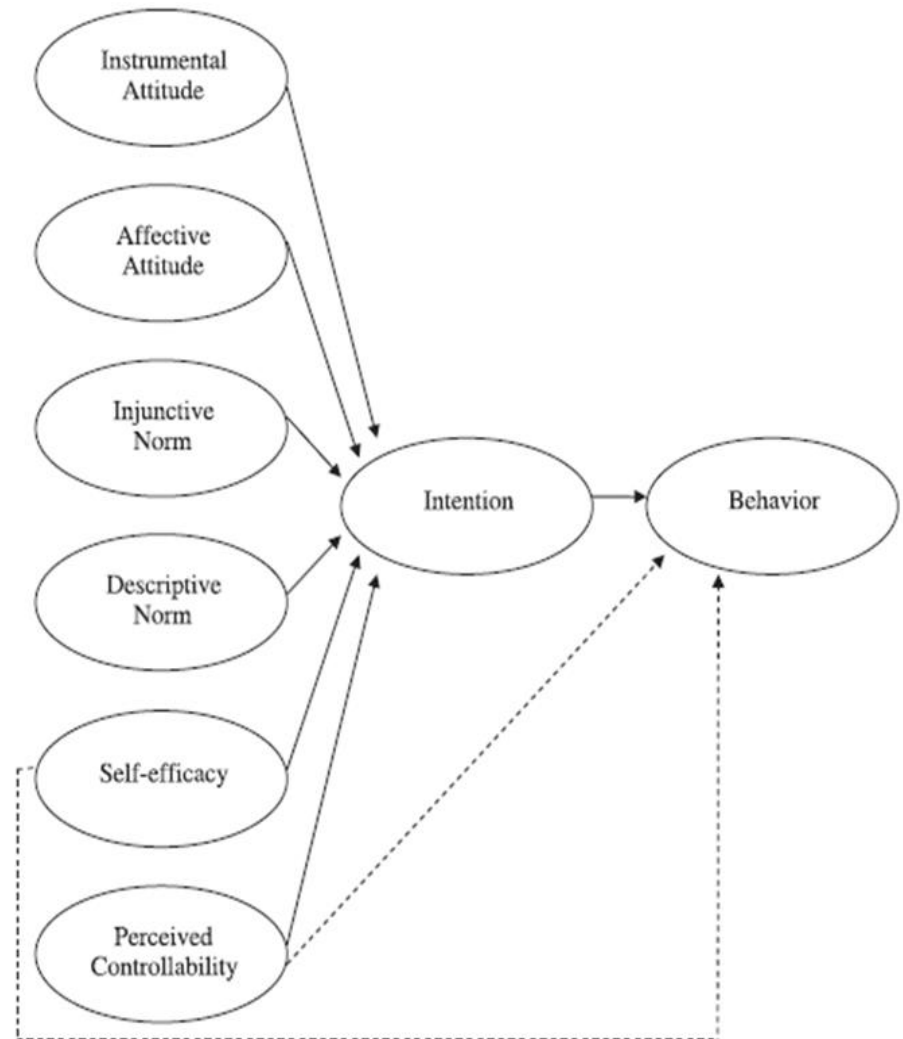 Instrumental
Attitude
Affective
Attitude
Injunctive
Norm
Intention
Behavior
Descriptive
Norm
Self-efficacy
Perceived
Controllability